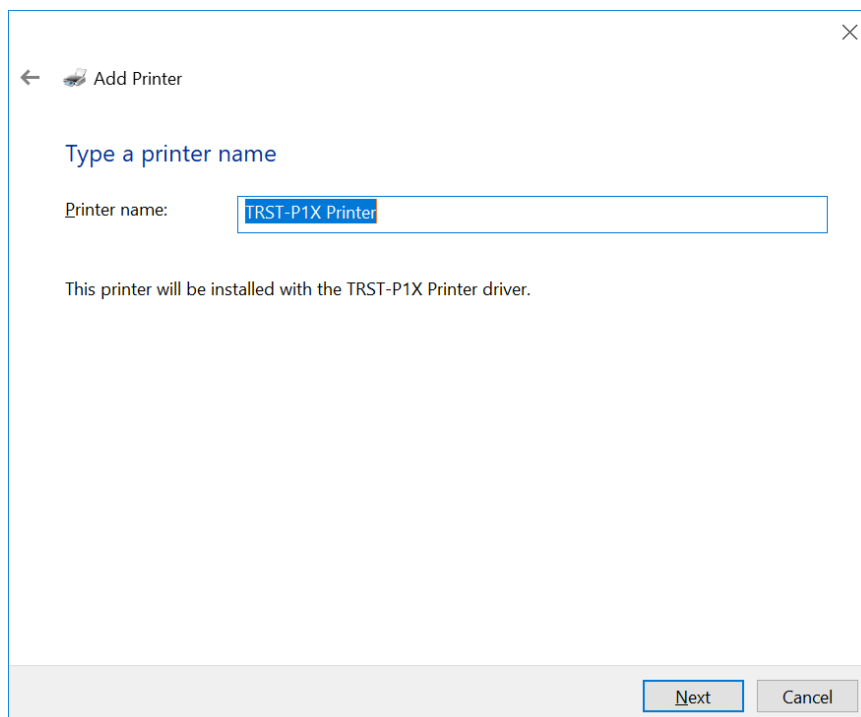 Add Printer
Type a printer name
Printer name: TRST-P1X Printer
This printer will be installed with the TRST-P1X Printer driver.
Next Cancel